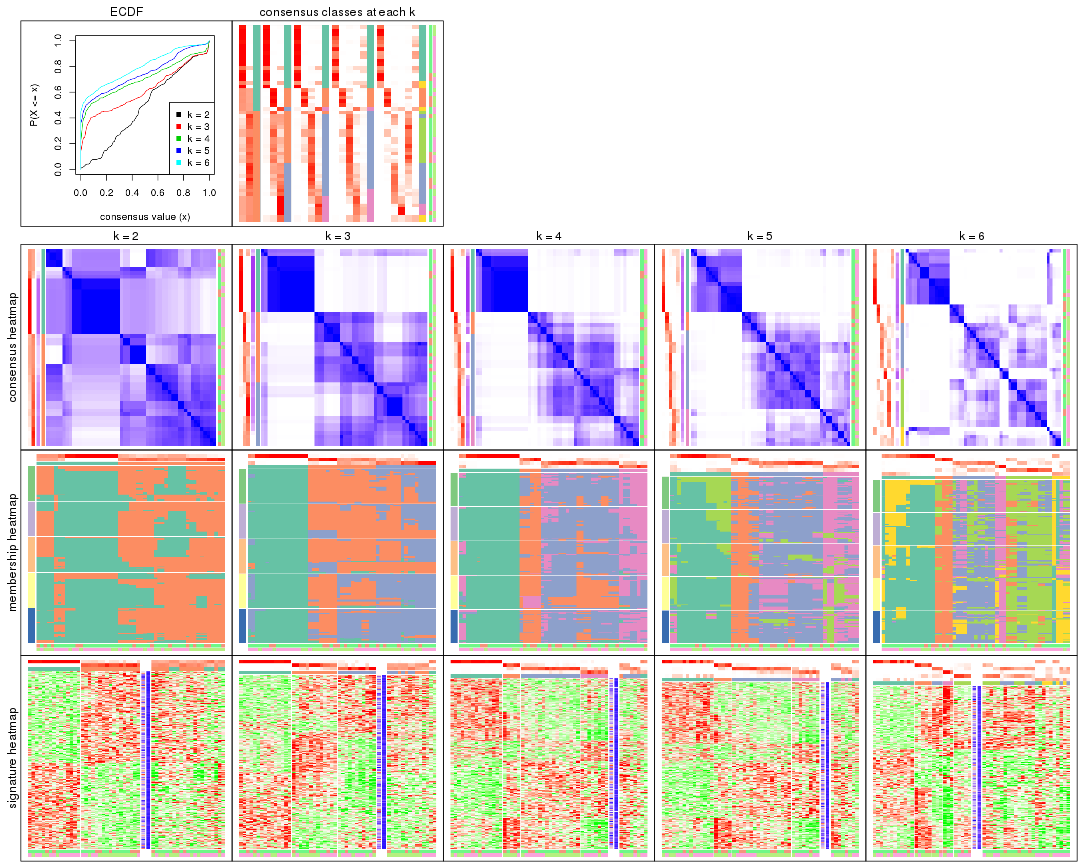 ECDF
consensus classes at each k
P(X <= x)
0.0 0.2 0.4 0.6 0.8 1.0
k = 2
k = 3
k = 4
k = 5
k = 6
0.0 0.2 0.4 0.6 0.8 1.0
consensus value (x)
k = 2 k = 3 k = 4 k = 5 k = 6
consensus heatmap
membership heatmap
signature heatmap